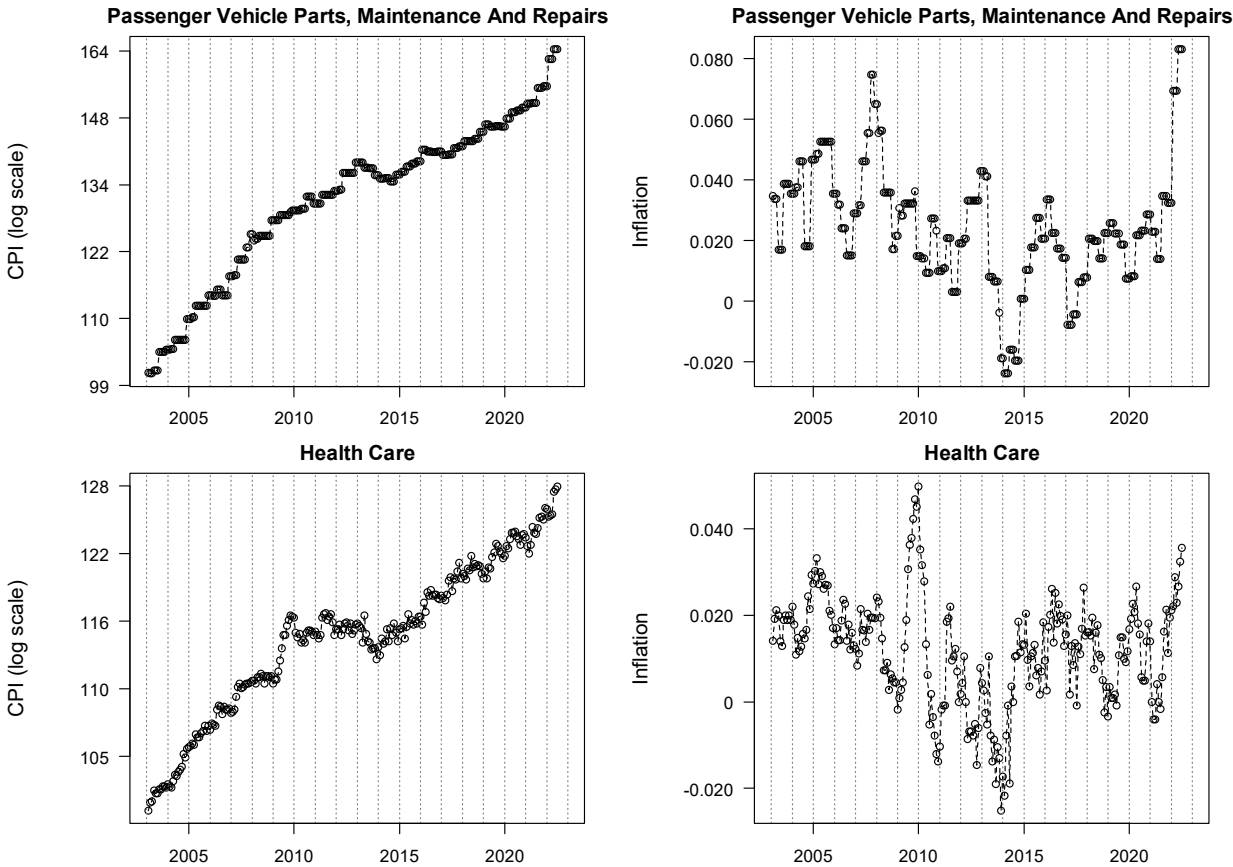 Passenger Vehicle Parts, Maintenance And Repairs
CPI (log scale)
164
148
134
122
110
99
2005 2010 2015 2020
Passenger Vehicle Parts, Maintenance And Repairs
Inflation
0.080
0.060
0.040
0.020
0
-0.020
2005 2010 2015 2020
Health Care
CPI (log scale)
128
122
116
110
105
2005 2010 2015 2020
Health Care
Inflation
0.040
0.020
0
-0.020
2005 2010 2015 2020